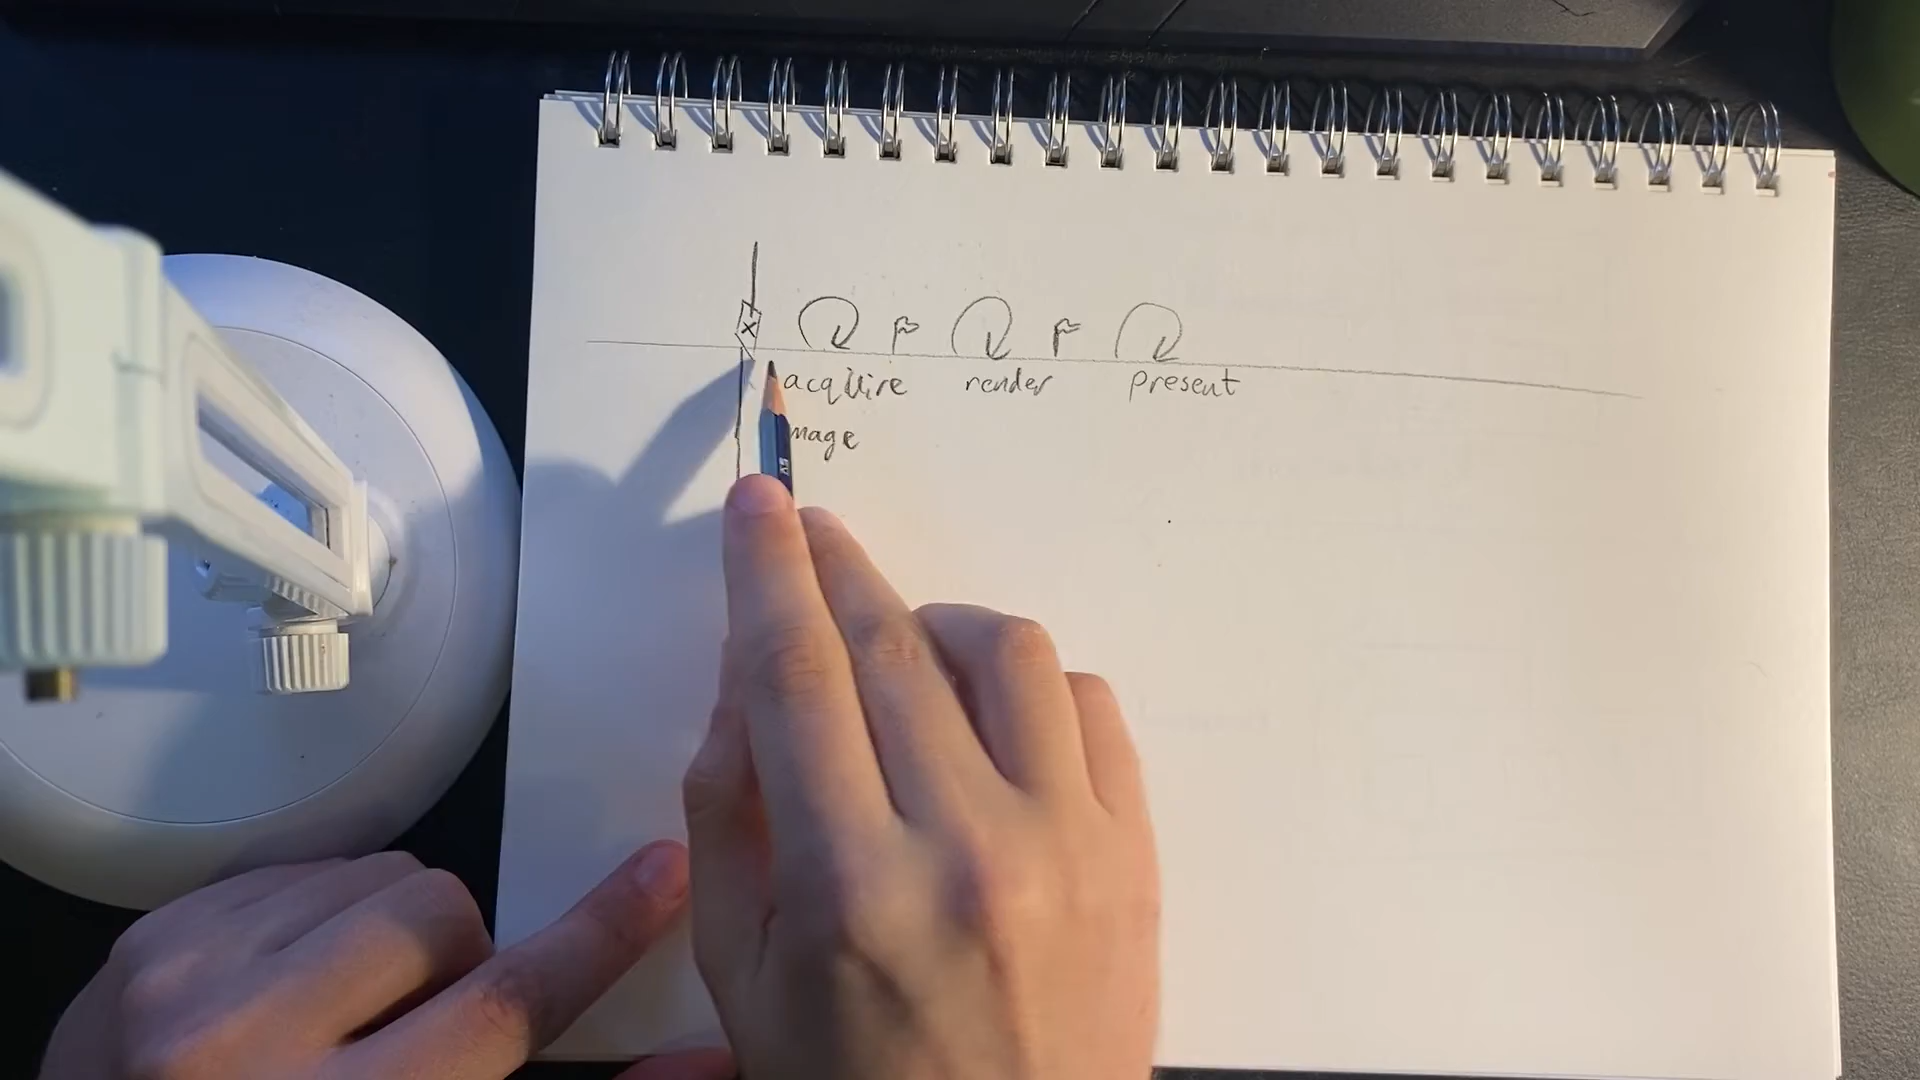 x
acquire render present
mage